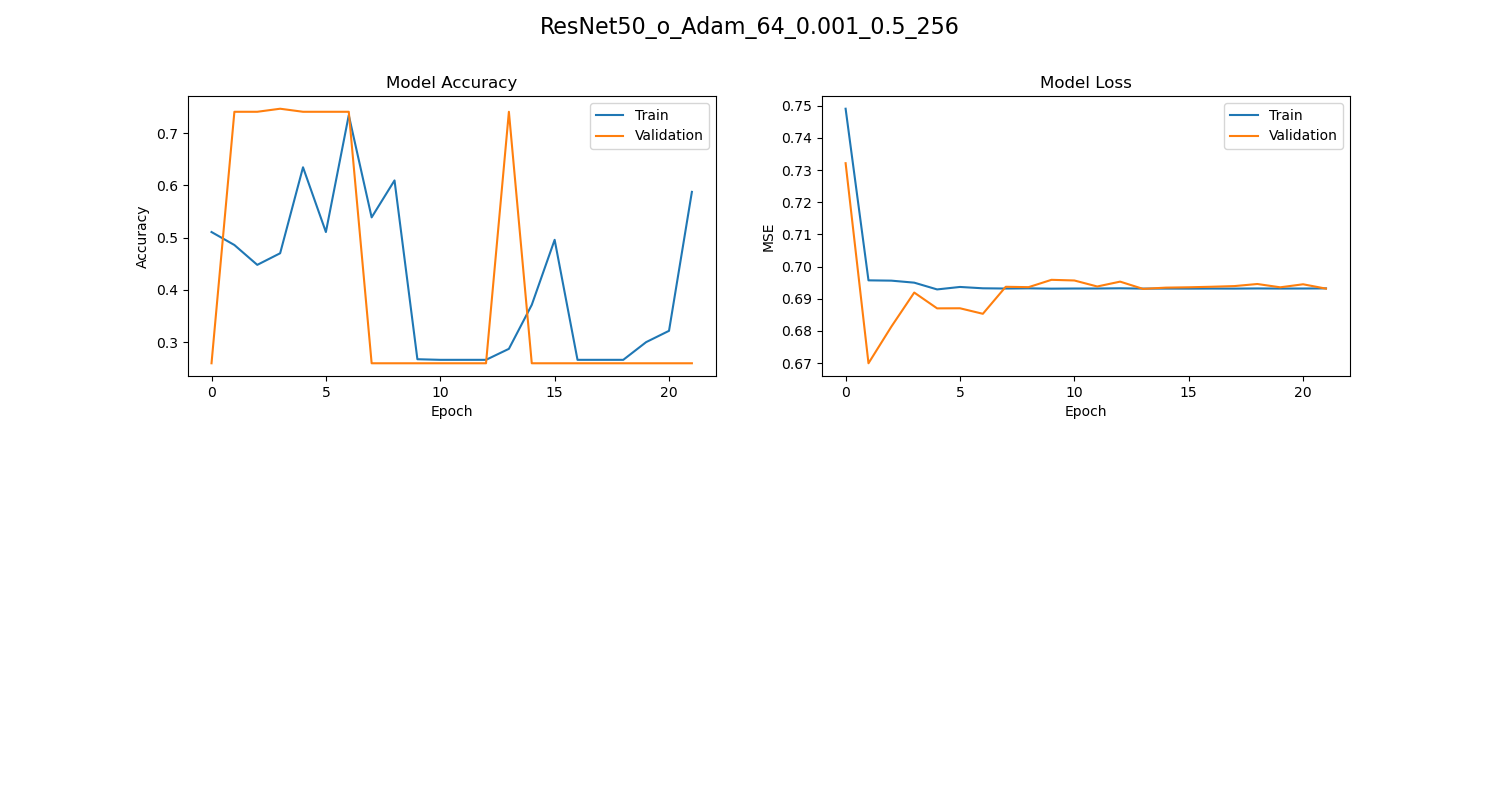 ResNet50_o_Adam_64_0.001_0.5_256
Model Accuracy
Train
Validation
0.7
0.6
0.5
0.4
0.3
Accuracy
0 5 10 15 20
Epoch
Model Loss
Train
Validation
0.75
0.74
0.73
0.72
0.71
0.70
0.69
0.68
0.67
MSE
0 5 10 15 20
Epoch